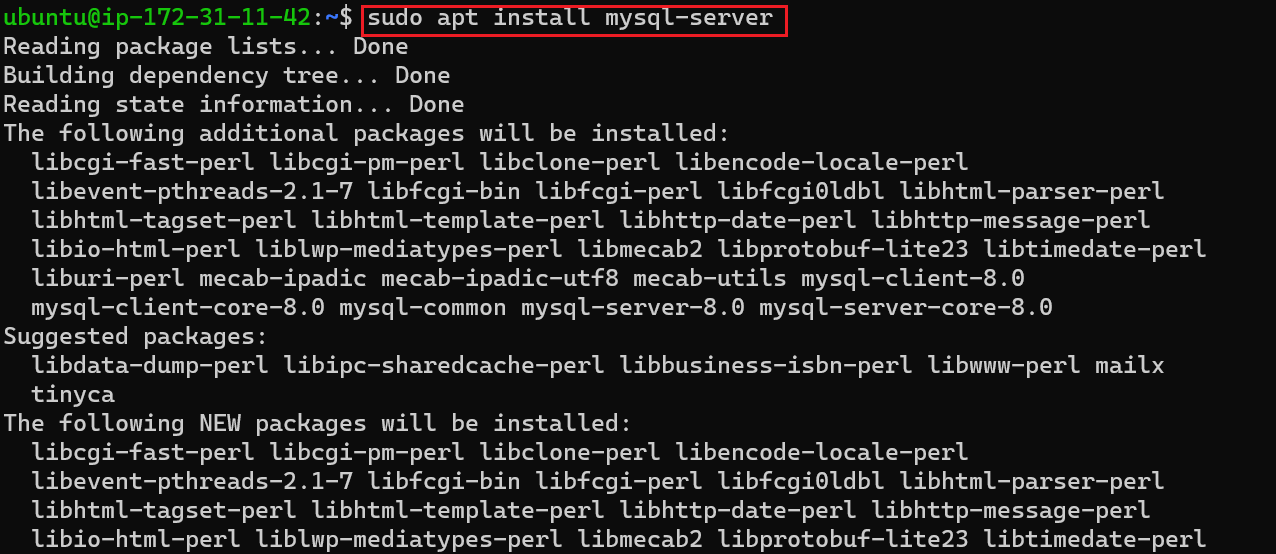 ubuntu@ip-172-31-11-42:~$ sudo apt install mysql-server
Reading package lists... Done
Building dependency tree... Done
Reading state information... Done
The following additional packages will be installed:
  libcgi-fast-perl libcgi-pm-perl libclone-perl libencode-locale-perl
  libevent-pthreads-2.1-7 libfcgi-bin libfcgi-perl libfcgi0ldbl libhtml-parser-perl
  libhtml-tagset-perl libhtml-template-perl libhttp-date-perl libhttp-message-perl
  libio-html-perl liblwp-mediatypes-perl libmecab2 libprotobuf-lite23 libtimedate-perl
  liburi-perl mecab-ipadic mecab-ipadic-utf8 mecab-utils mysql-client-8.0
  mysql-client-core-8.0 mysql-common mysql-server-8.0 mysql-server-core-8.0
Suggested packages:
  libdata-dump-perl libipc-sharedcache-perl libbusiness-isbn-perl libwww-perl mailx
  tinyca
The following NEW packages will be installed:
  libcgi-fast-perl libcgi-pm-perl libclone-perl libencode-locale-perl
  libevent-pthreads-2.1-7 libfcgi-bin libfcgi-perl libfcgi0ldbl libhtml-parser-perl
  libhtml-tagset-perl libhtml-template-perl libhttp-date-perl libhttp-message-perl
  libio-html-perl liblwp-mediatypes-perl libmecab2 libprotobuf-lite23 libtimedate-perl